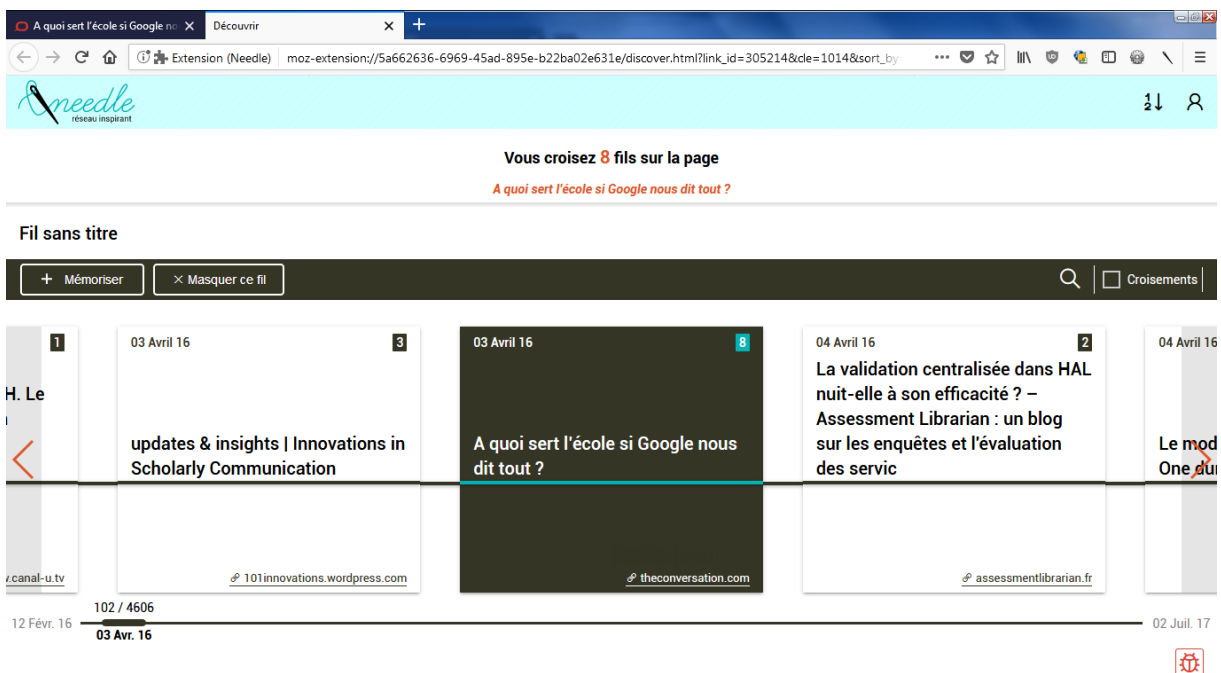 A quoi sert l'école si Google no
Découvrir
Extension (Needle)
moz-extension://5a662636-6969-45ad-895e-b22ba02e631e/discover.html?link_id=305214&cle=1014&sort_by
needle
réseau inspirant
Vous croisez 8 fils sur la page
A quoi sert l'école si Google nous dit tout ?
Fil sans titre
+ Mémoriser
× Masquer ce fil
Croisements
1
H. Le
.canal-u.tv
03 Avril 16
3
updates & insights | Innovations in
Scholarly Communication
101innovations.wordpress.com
03 Avril 16
8
A quoi sert l'école si Google nous
dit tout ?
theconversation.com
04 Avril 16
2
La validation centralisée dans HAL
nuit-elle à son efficacité ? –
Assessment Librarian : un blog
sur les enquêtes et l'évaluation
des servic
assessmentlibrarian.fr
04 Avril 16
Le mod
One dur
102 / 4606
12 Févr. 16
03 Avr. 16
02 Juil. 17